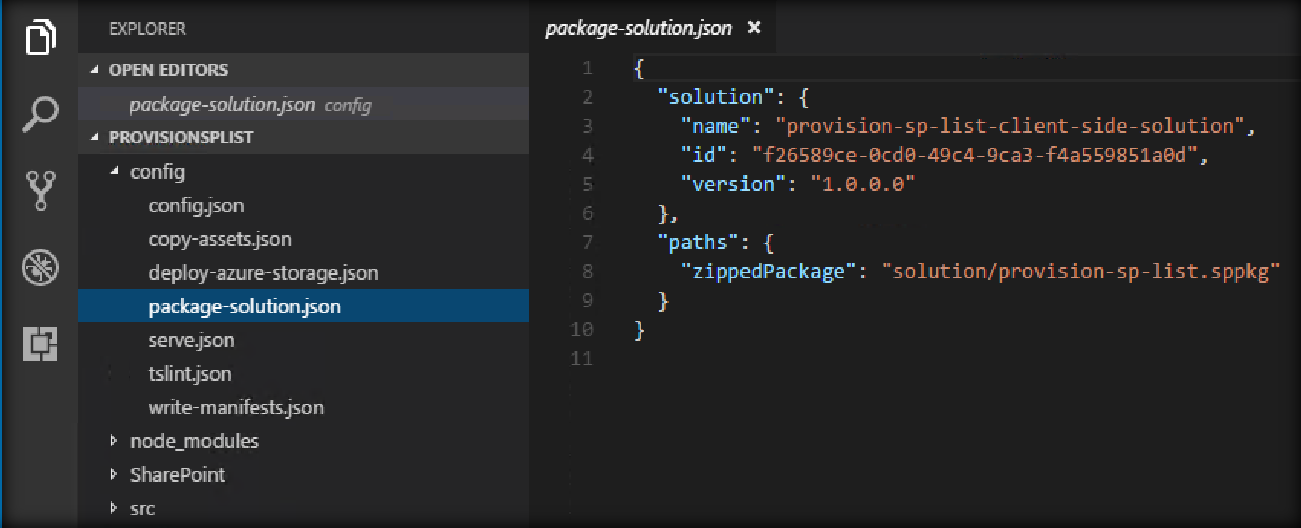 EXPLORER
OPEN EDITORS
package-solution.json config
PROVISIONSPLIST
config
config.json
copy-assets.json
deploy-azure-storage.json
package-solution.json
serve.json
tslint.json
write-manifests.json
node_modules
SharePoint
src
package-solution.json ×
1 {
2 "solution": {
3 "name": "provision-sp-list-client-side-solution",
4 "id": "f26589ce-0cd0-49c4-9ca3-f4a559851a0d",
5 "version": "1.0.0.0"
6 },
7 "paths": {
8 "zippedPackage": "solution/provision-sp-list.sppkg"
9 }
10 }
11